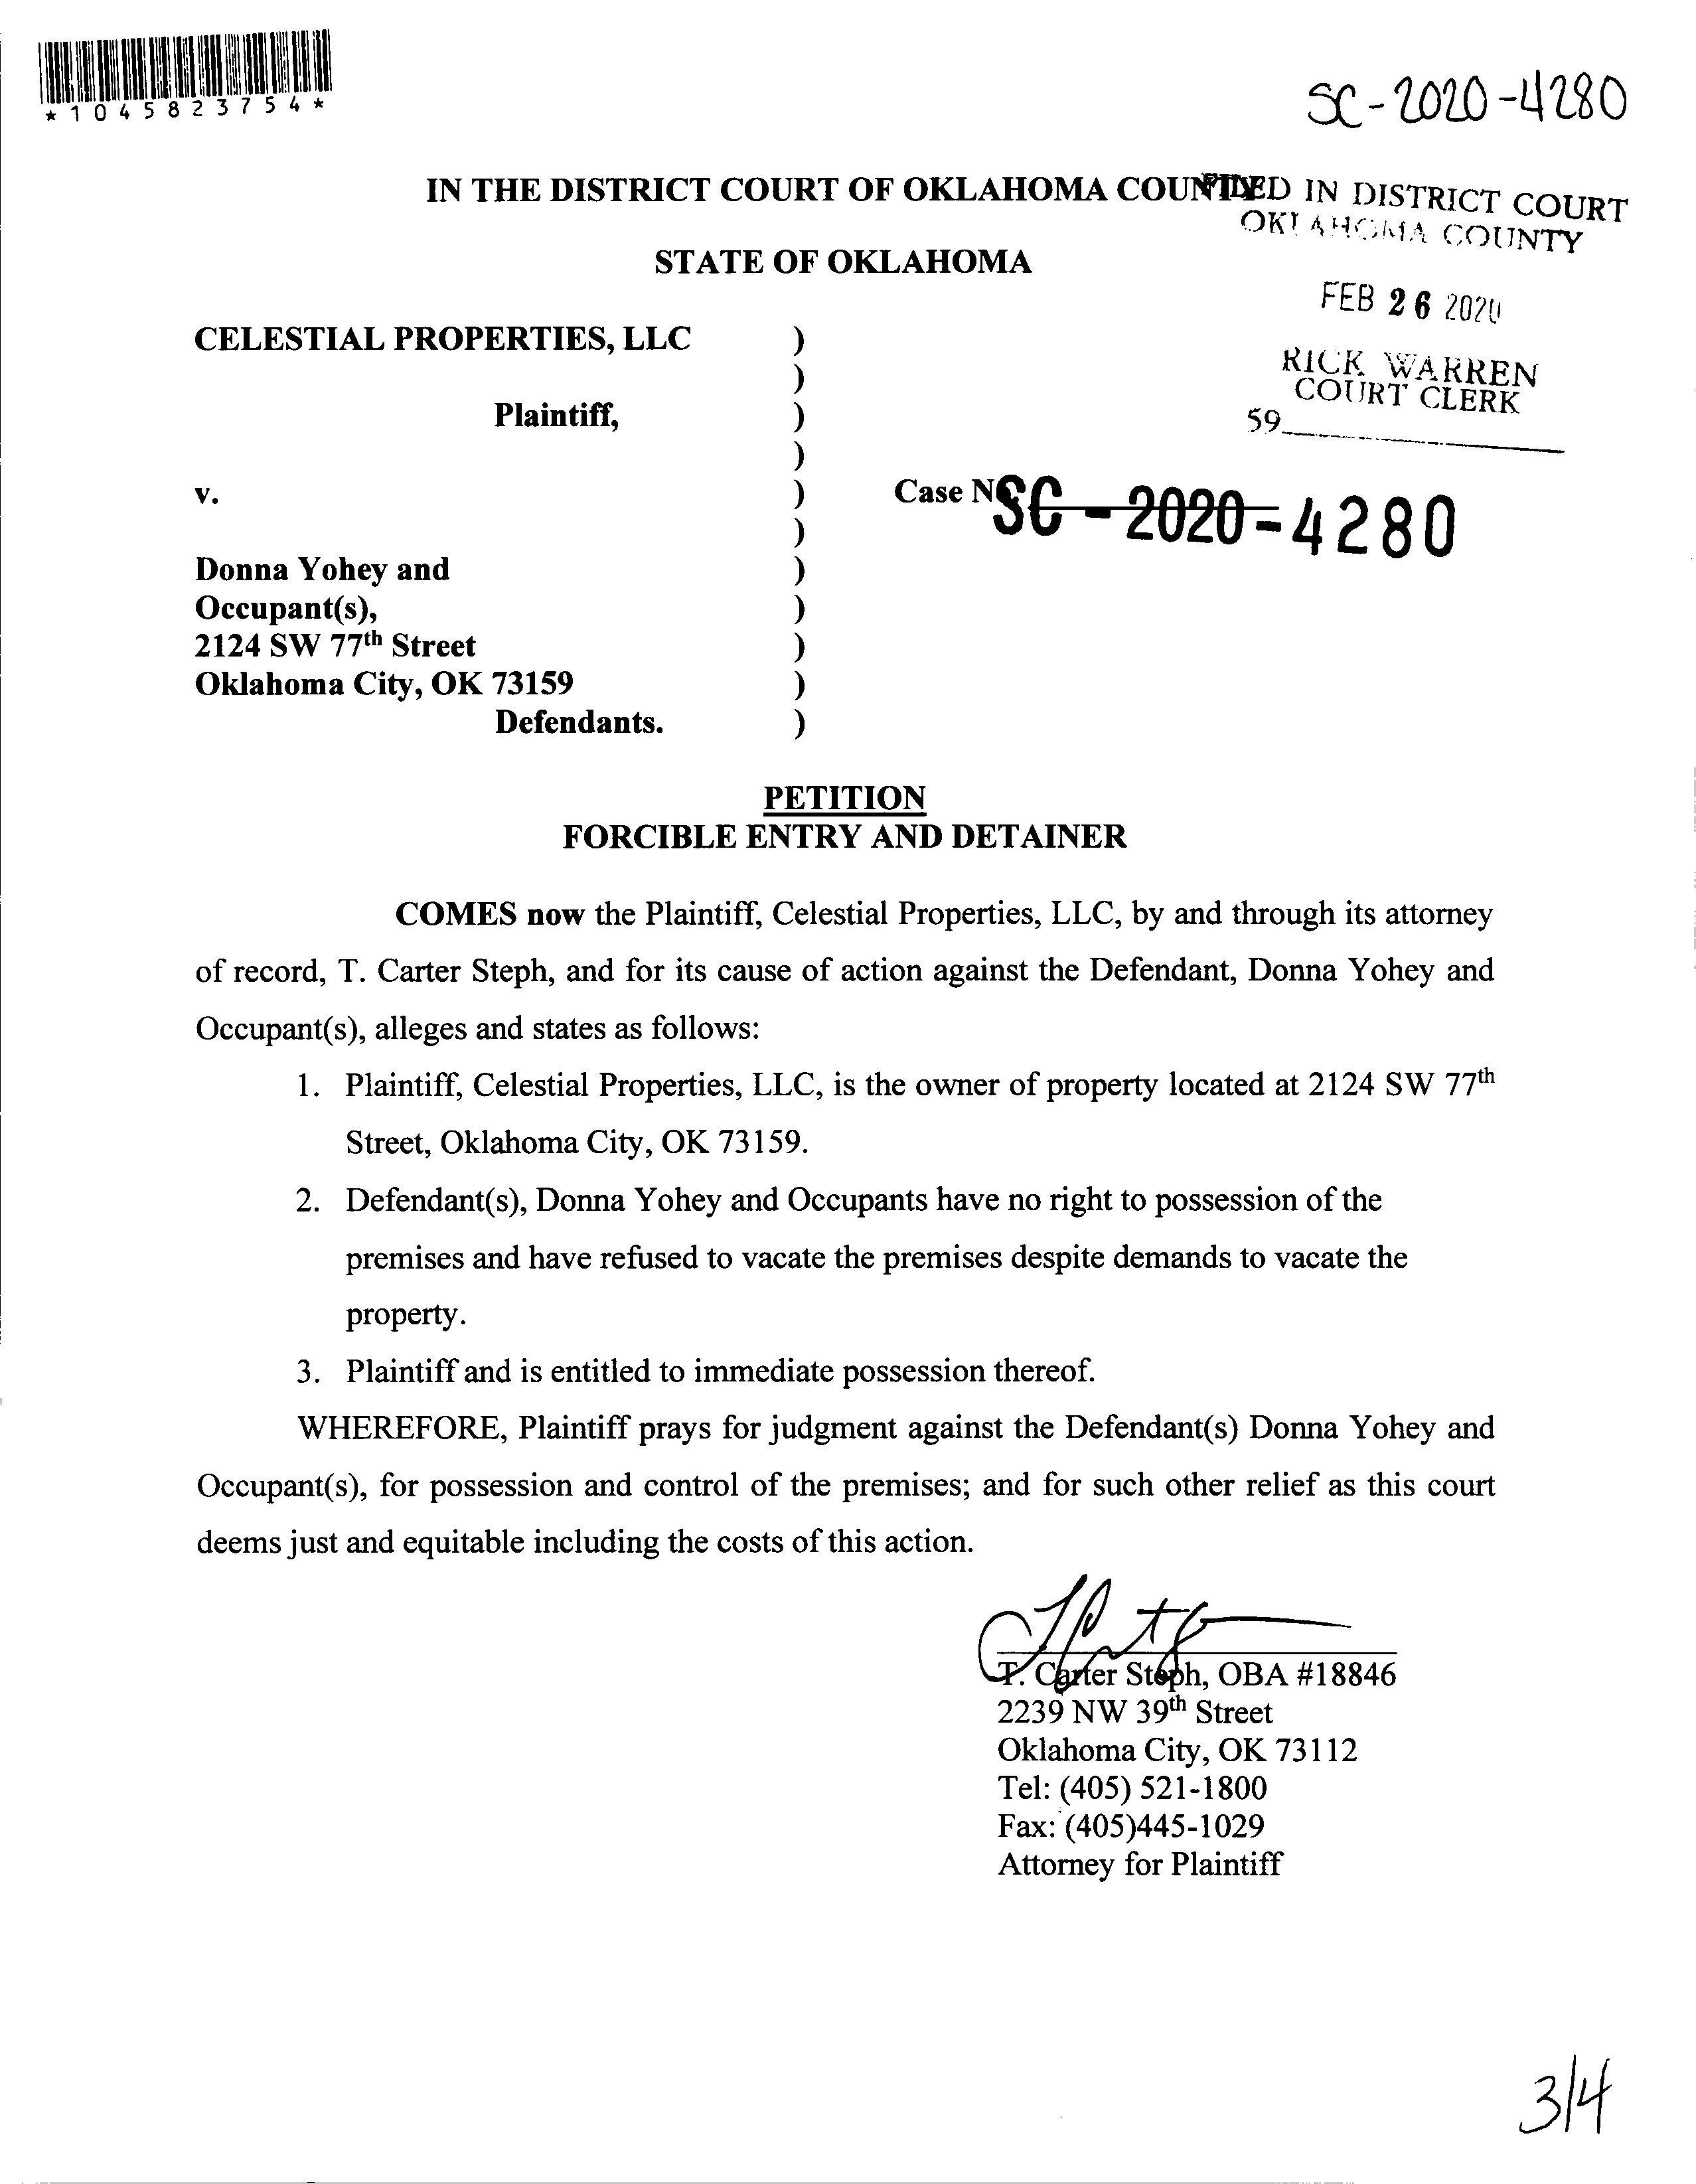 *1045823754*
SC-2020-4280
IN THE DISTRICT COURT OF OKLAHOMA COUNTY
FILED IN DISTRICT COURT
OKLAHOMA COUNTY
STATE OF OKLAHOMA
FEB 26 2020
CELESTIAL PROPERTIES, LLC )
)
RICK WARREN
COURT CLERK
Plaintiff, )
59
)
v. ) Case No SC-2020-4280
)
Donna Yohey and )
Occupant(s), )
2124 SW 77th Street )
Oklahoma City, OK 73159 )
Defendants. )
PETITION
FORCIBLE ENTRY AND DETAINER
COMES now the Plaintiff, Celestial Properties, LLC, by and through its attorney
of record, T. Carter Steph, and for its cause of action against the Defendant, Donna Yohey and
Occupant(s), alleges and states as follows:
1. Plaintiff, Celestial Properties, LLC, is the owner of property located at 2124 SW 77th
Street, Oklahoma City, OK 73159.
2. Defendant(s), Donna Yohey and Occupants have no right to possession of the
premises and have refused to vacate the premises despite demands to vacate the
property.
3. Plaintiff and is entitled to immediate possession thereof.
WHEREFORE, Plaintiff prays for judgment against the Defendant(s) Donna Yohey and
Occupant(s), for possession and control of the premises; and for such other relief as this court
deems just and equitable including the costs of this action.
T. Carter Steph, OBA #18846
2239 NW 39th Street
Oklahoma City, OK 73112
Tel: (405) 521-1800
Fax: (405)445-1029
Attorney for Plaintiff
3/4